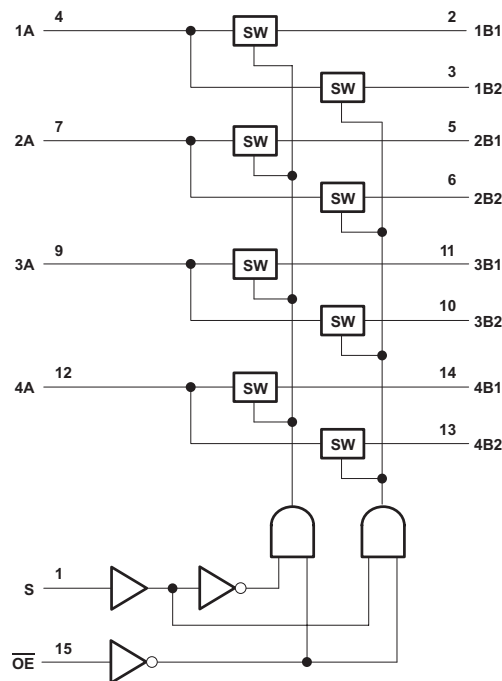 1A 4 SW 2 1B1
SW 3 1B2
2A 7 SW 5 2B1
SW 6 2B2
3A 9 SW 11 3B1
SW 10 3B2
4A 12 SW 14 4B1
SW 13 4B2
S 1
O̅E̅ 15